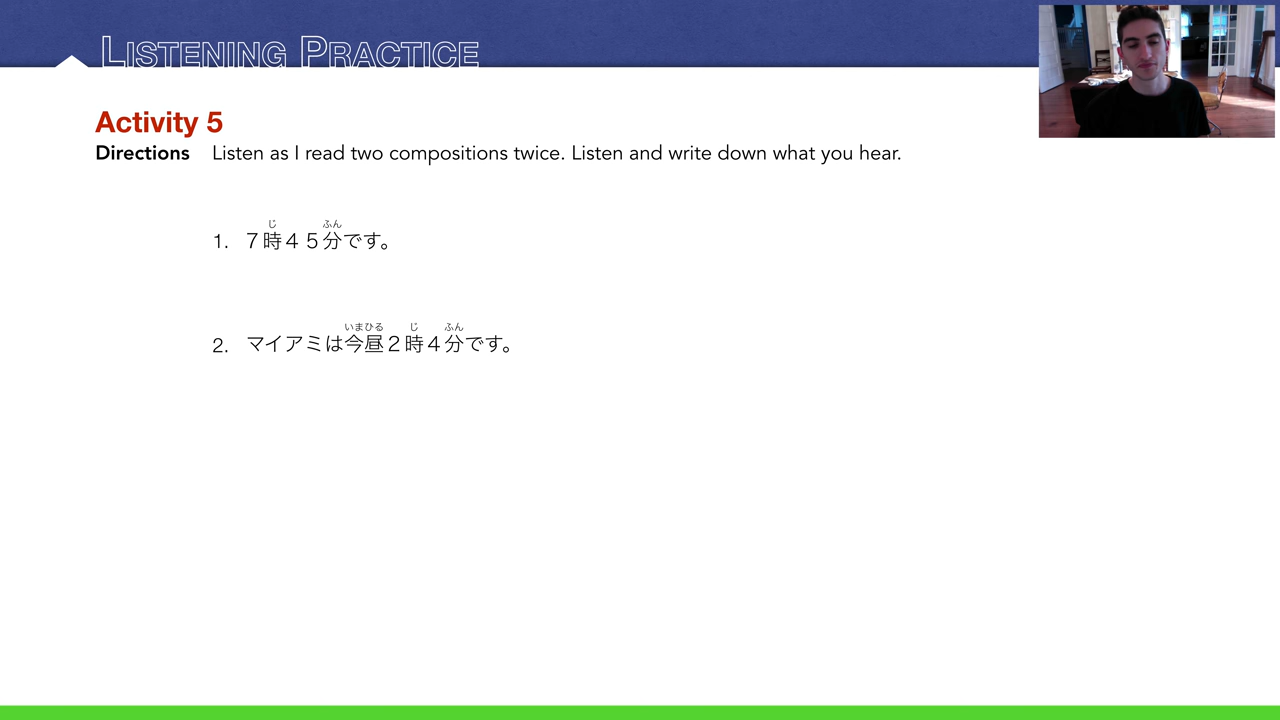 LISTENING PRACTICE
Activity 5
Directions Listen as I read two compositions twice. Listen and write down what you hear.
じ ふん
1. 7時45分です。
いまひる じ ふん
2. マイアミは今昼2時4分です。